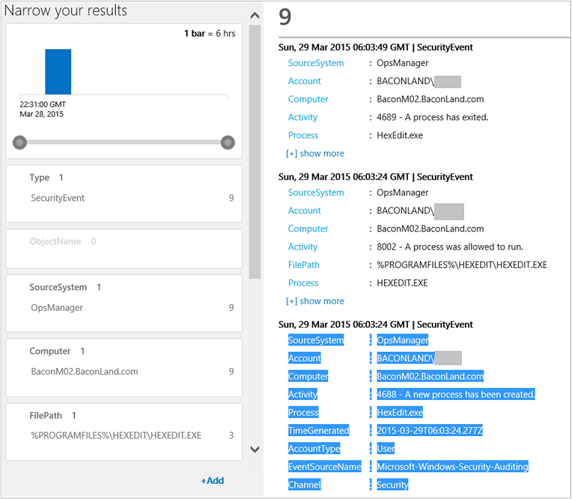 Narrow your results
1 bar = 6 hrs
22:31:00 GMT
Mar 28, 2015
Type 1
SecurityEvent 9
ObjectName 0
SourceSystem 1
OpsManager 9
Computer 1
BaconM02.BaconLand.com 9
FilePath 1
%PROGRAMFILES%\HEXEDIT\HEXEDIT.EXE 3
+Add
9
Sun, 29 Mar 2015 06:03:49 GMT | SecurityEvent
SourceSystem : OpsManager
Account : BACONLAND\
Computer : BaconM02.BaconLand.com
Activity : 4689 - A process has exited.
Process : HexEdit.exe
[+] show more
Sun, 29 Mar 2015 06:03:24 GMT | SecurityEvent
SourceSystem : OpsManager
Account : BACONLAND\
Computer : BaconM02.BaconLand.com
Activity : 8002 - A process was allowed to run.
FilePath : %PROGRAMFILES%\HEXEDIT\HEXEDIT.EXE
Process : HEXEDIT.EXE
[+] show more
Sun, 29 Mar 2015 06:03:24 GMT | SecurityEvent
SourceSystem : OpsManager
Account : BACONLAND\
Computer : BaconM02.BaconLand.com
Activity : 4688 - A new process has been created.
Process : HexEdit.exe
TimeGenerated : 2015-03-29T06:03:24.277Z
AccountType : User
EventSourceName : Microsoft-Windows-Security-Auditing
Channel : Security